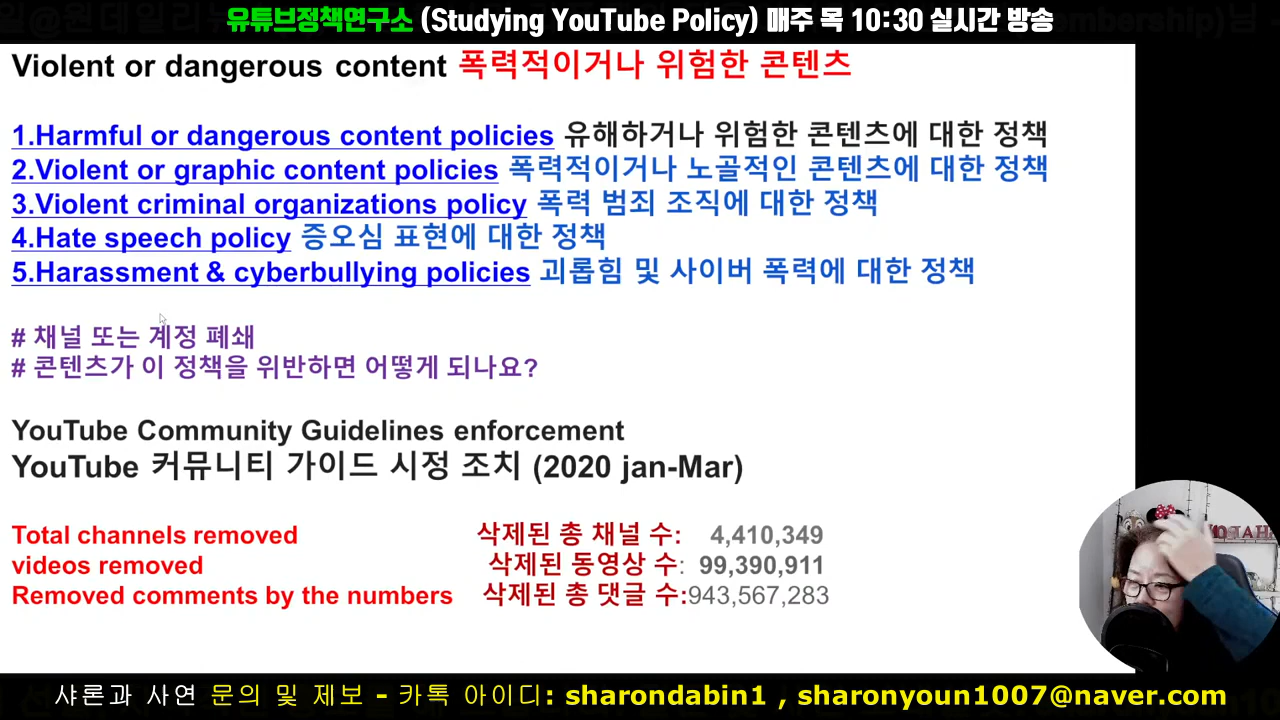 유튜브정책연구소 (Studying YouTube Policy) 매주 목 10:30 실시간 방송
Violent or dangerous content 폭력적이거나 위험한 콘텐츠
1.Harmful or dangerous content policies 유해하거나 위험한 콘텐츠에 대한 정책
2.Violent or graphic content policies 폭력적이거나 노골적인 콘텐츠에 대한 정책
3.Violent criminal organizations policy 폭력 범죄 조직에 대한 정책
4.Hate speech policy 증오심 표현에 대한 정책
5.Harassment & cyberbullying policies 괴롭힘 및 사이버 폭력에 대한 정책
# 채널 또는 계정 폐쇄
# 콘텐츠가 이 정책을 위반하면 어떻게 되나요?
YouTube Community Guidelines enforcement
YouTube 커뮤니티 가이드 시정 조치 (2020 jan-Mar)
Total channels removed 삭제된 총 채널 수: 4,410,349
videos removed 삭제된 동영상 수: 99,390,911
Removed comments by the numbers 삭제된 총 댓글 수:943,567,283
샤론과 사연 문의 및 제보 - 카톡 아이디: sharondabin1 , sharonyoun1007@naver.com